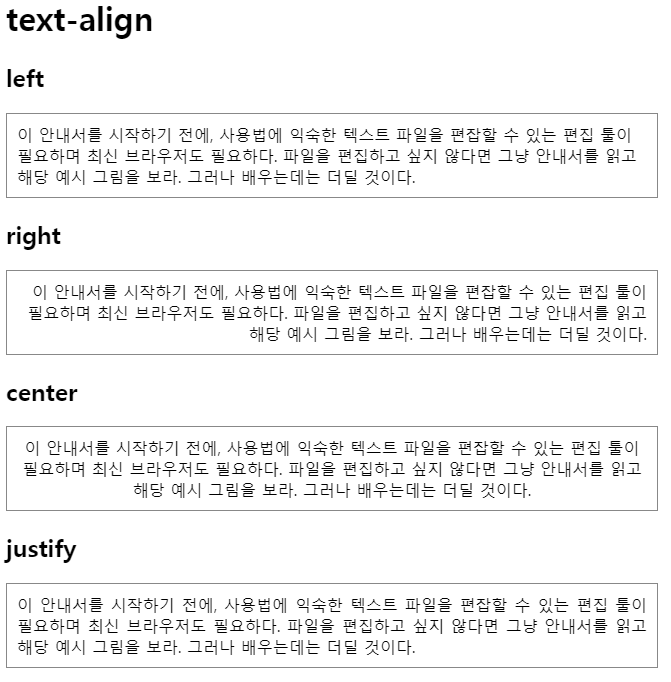 text-align
left
이 안내서를 시작하기 전에, 사용법에 익숙한 텍스트 파일을 편잡할 수 있는 편집 툴이
필요하며 최신 브라우저도 필요하다. 파일을 편집하고 싶지 않다면 그냥 안내서를 읽고
해당 예시 그림을 보라. 그러나 배우는데는 더딜 것이다.
right
이 안내서를 시작하기 전에, 사용법에 익숙한 텍스트 파일을 편잡할 수 있는 편집 툴이
필요하며 최신 브라우저도 필요하다. 파일을 편집하고 싶지 않다면 그냥 안내서를 읽고
해당 예시 그림을 보라. 그러나 배우는데는 더딜 것이다.
center
이 안내서를 시작하기 전에, 사용법에 익숙한 텍스트 파일을 편잡할 수 있는 편집 툴이
필요하며 최신 브라우저도 필요하다. 파일을 편집하고 싶지 않다면 그냥 안내서를 읽고
해당 예시 그림을 보라. 그러나 배우는데는 더딜 것이다.
justify
이 안내서를 시작하기 전에, 사용법에 익숙한 텍스트 파일을 편잡할 수 있는 편집 툴이
필요하며 최신 브라우저도 필요하다. 파일을 편집하고 싶지 않다면 그냥 안내서를 읽고
해당 예시 그림을 보라. 그러나 배우는데는 더딜 것이다.